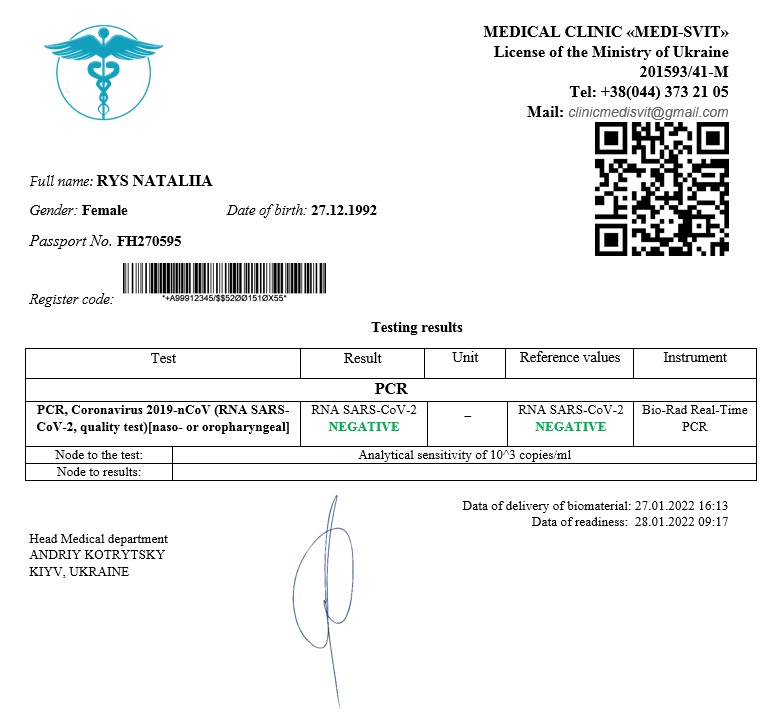 MEDICAL CLINIC «MEDI-SVIT»
License of the Ministry of Ukraine
201593/41-M
Tel: +38(044) 373 21 05
Mail: clinicmedisvit@gmail.com
Full name: RYS NATALIIA
Gender: Female Date of birth: 27.12.1992
Passport No. FH270595
Register code:
*+A99912345/$$52ØØ151ØX55*
Testing results
Test Result Unit Reference values Instrument
PCR
PCR, Coronavirus 2019-nCoV (RNA SARS- RNA SARS-CoV-2 – RNA SARS-CoV-2 Bio-Rad Real-Time
CoV-2, quality test)[naso- or oropharyngeal] NEGATIVE NEGATIVE PCR
Node to the test: Analytical sensitivity of 10^3 copies/ml
Node to results:
Data of delivery of biomaterial: 27.01.2022 16:13
Data of readiness: 28.01.2022 09:17
Head Medical department
ANDRIY KOTRYTSKY
KIYV, UKRAINE